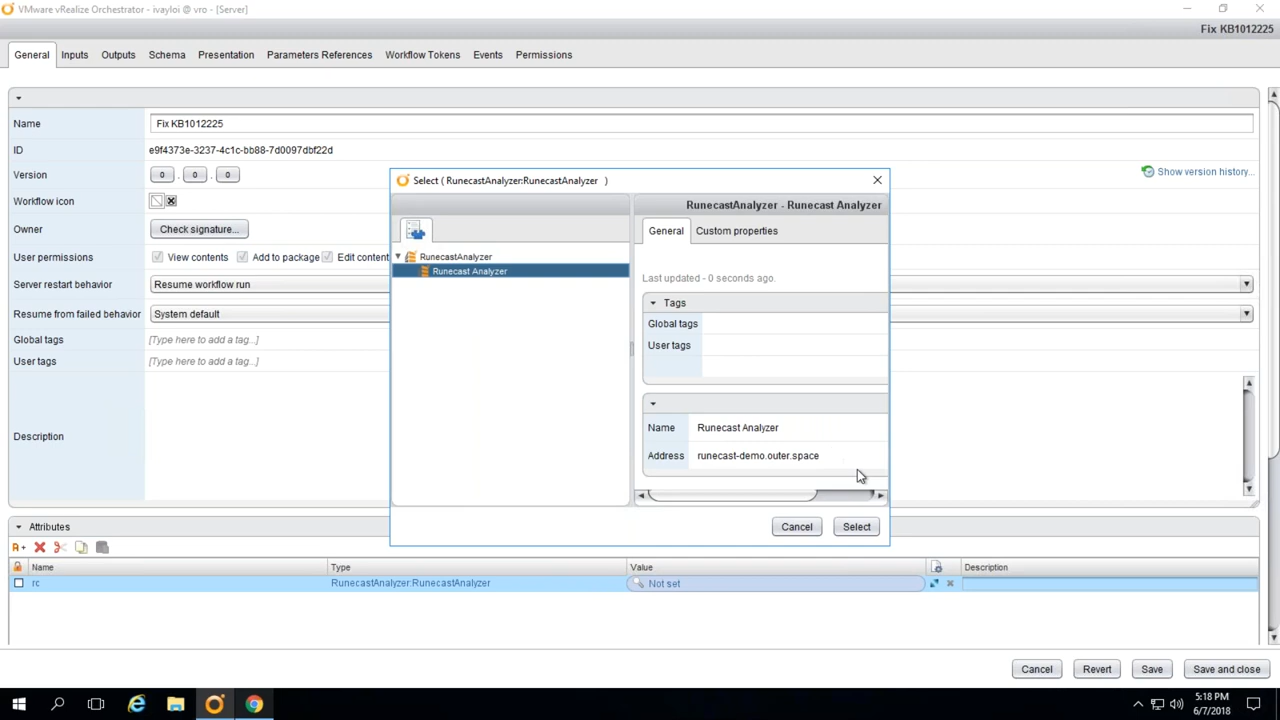 VMware vRealize Orchestrator - ivayloi @ vro - [Server]
Fix KB1012225
General Inputs Outputs Schema Presentation Parameters References Workflow Tokens Events Permissions
Name Fix KB1012225
ID e9f4373e-3237-4c1c-bb88-7d0097dbf22d
Version 0 . 0 . 0 Show version history...
Workflow icon
Owner Check signature...
User permissions View contents Add to package Edit content
Server restart behavior Resume workflow run
Resume from failed behavior System default
Global tags [Type here to add a tag...]
User tags [Type here to add a tag...]
Description
Select ( RunecastAnalyzer:RunecastAnalyzer )
RunecastAnalyzer
Runecast Analyzer
RunecastAnalyzer - Runecast Analyzer
General Custom properties
Last updated - 0 seconds ago.
Tags
Global tags
User tags
Name Runecast Analyzer
Address runecast-demo.outer.space
Cancel Select
Attributes
Name Type Value Description
rc RunecastAnalyzer:RunecastAnalyzer Not set
Cancel Revert Save Save and close
5:18 PM
6/7/2018